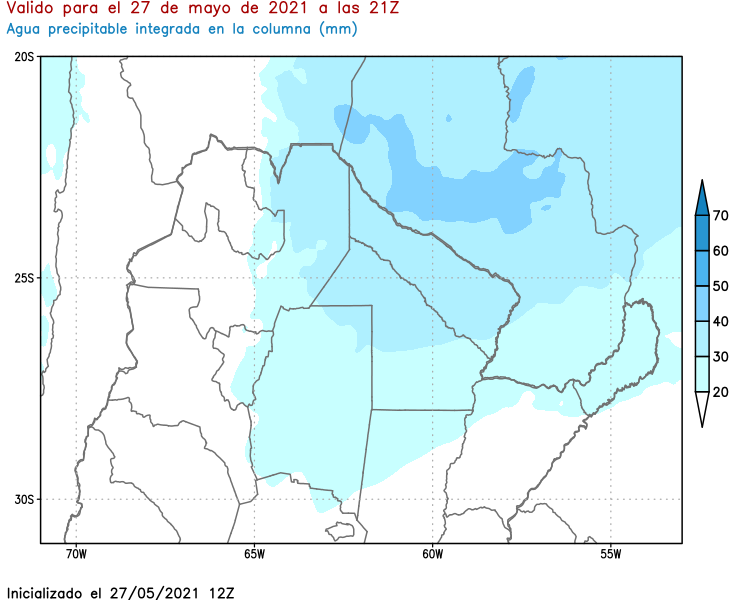 Valido para el 27 de mayo de 2021 a las 21Z
Agua precipitable integrada en la columna (mm)
20S
25S
30S
70W
65W
60W
55W
70
60
50
40
30
20
Inicializado el 27/05/2021 12Z